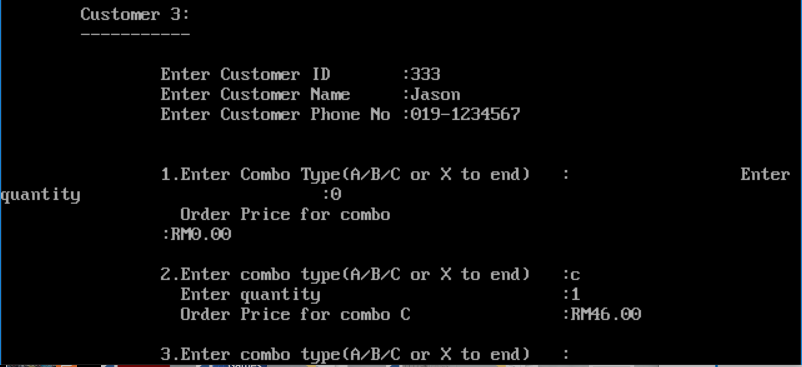 Customer 3:
-----------
Enter Customer ID :333
Enter Customer Name :Jason
Enter Customer Phone No :019-1234567
1.Enter Combo Type(A/B/C or X to end) : Enter
quantity :0
Order Price for combo
:RM0.00
2.Enter combo type(A/B/C or X to end) :c
Enter quantity :1
Order Price for combo C :RM46.00
3.Enter combo type(A/B/C or X to end) :
Games